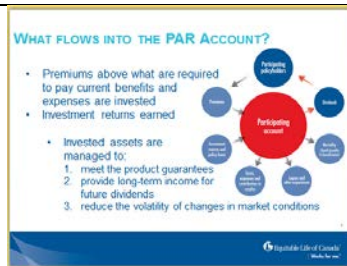 WHAT FLOWS INTO THE PAR ACCOUNT?
• Premiums above what are required
to pay current benefits and
expenses are invested
• Investment returns earned
• Invested assets are
managed to:
1. meet the product guarantees
2. provide long-term income for
future dividends
3. reduce the volatility of changes in market conditions
Participating
policyholders
Premiums
Dividends
Participating
account
Equitable Life of Canada